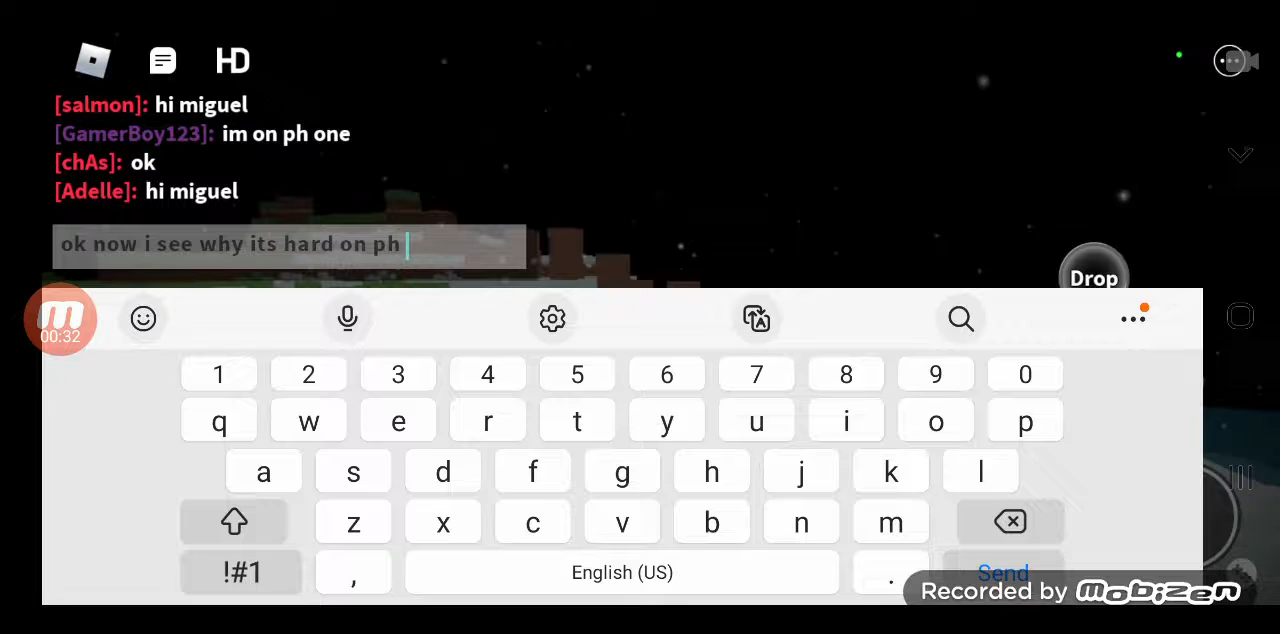 HD
[salmon]: hi miguel
[GamerBoy123]: im on ph one
[chAs]: ok
[Adelle]: hi miguel
ok now i see why its hard on ph
Drop
00:32
1 2 3 4 5 6 7 8 9 0
q w e r t y u i o p
a s d f g h j k l
z x c v b n m
!#1 , English (US) . Send
Recorded by mobizen